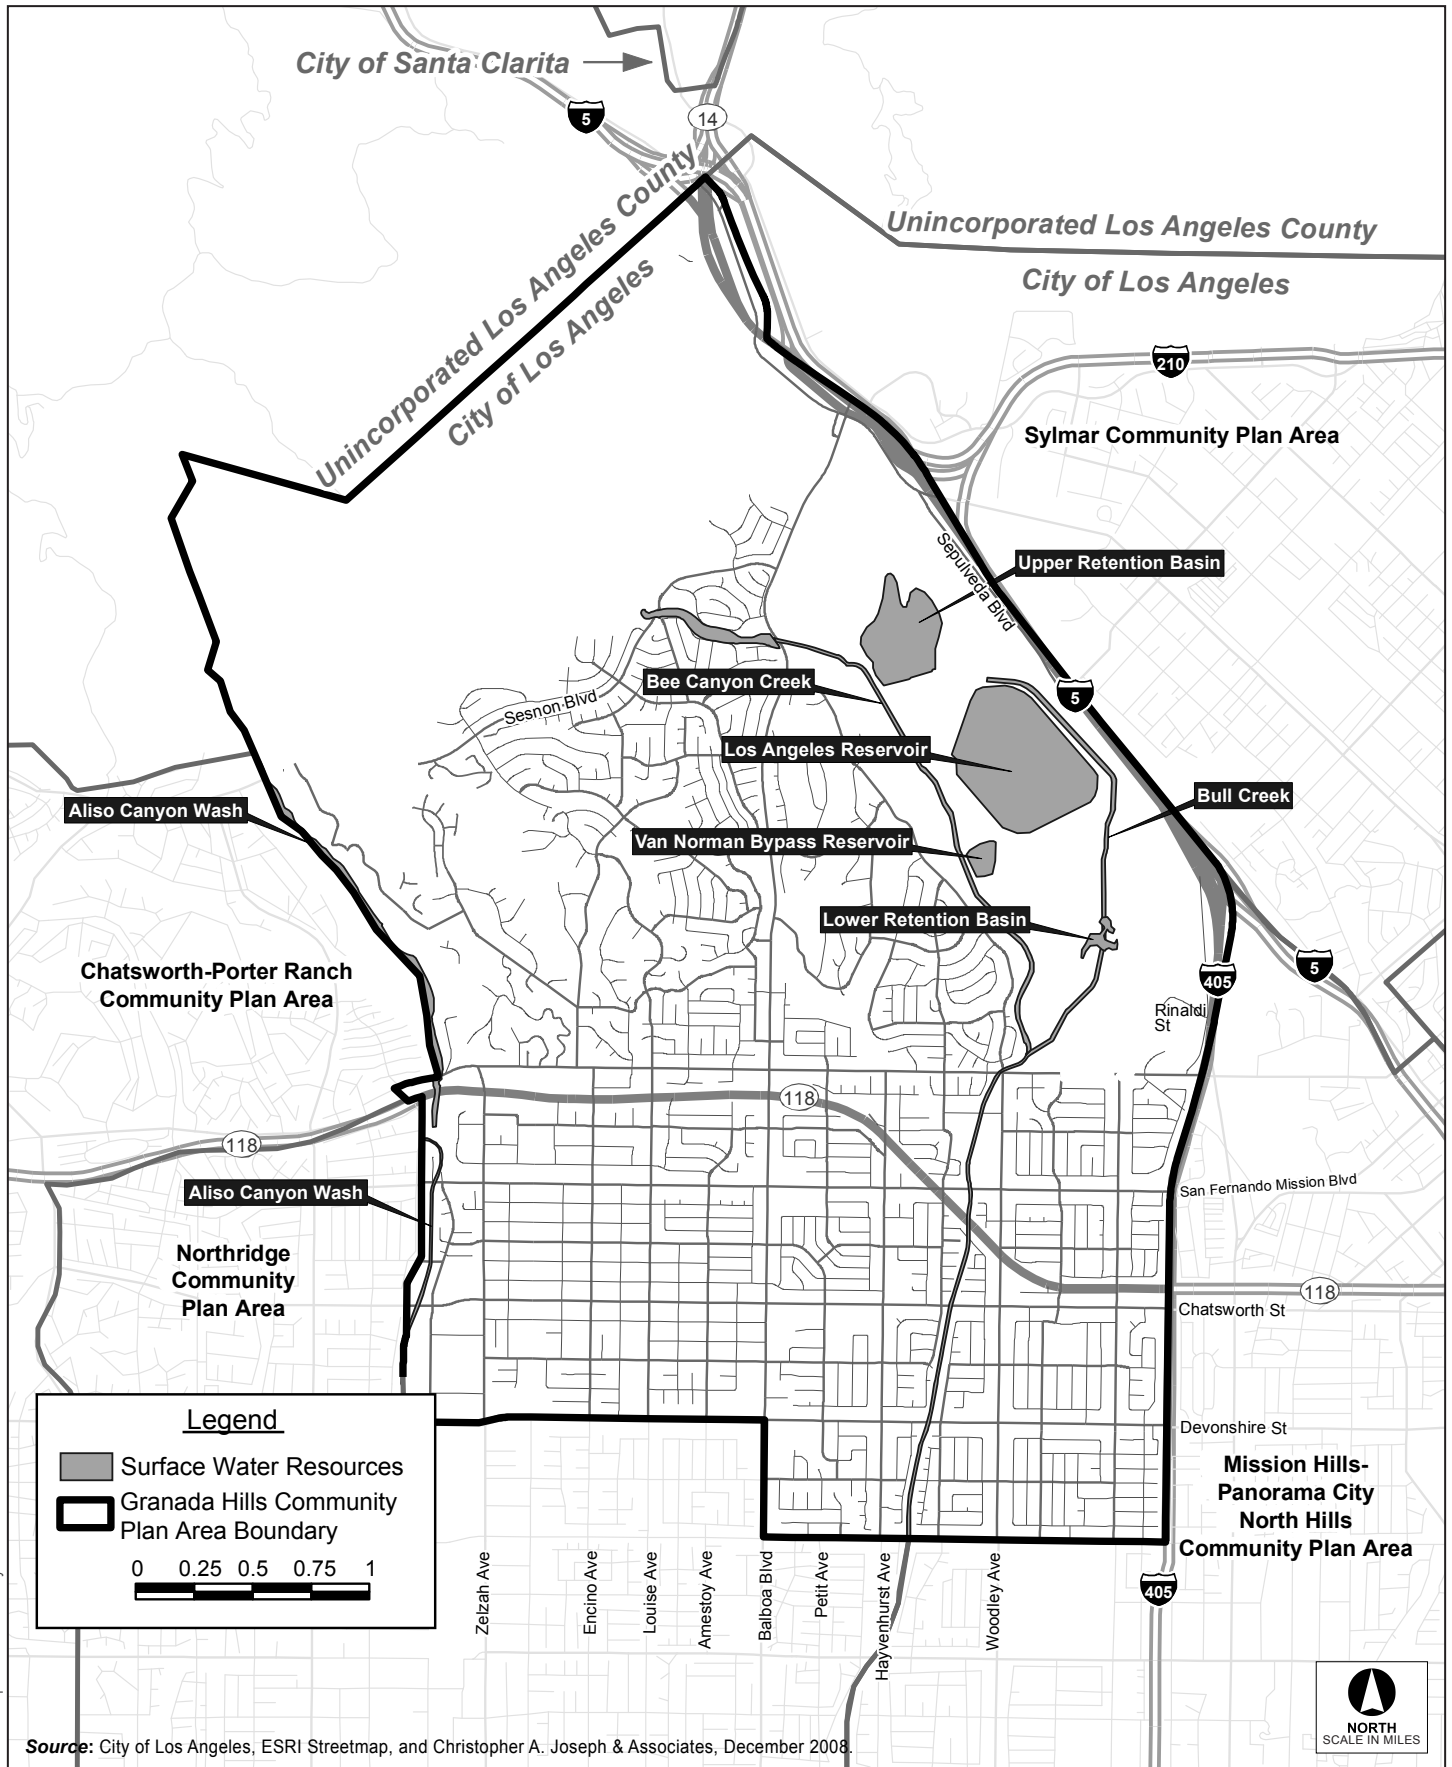 City of Santa Clarita
5
14
Unincorporated Los Angeles County
City of Los Angeles
Unincorporated Los Angeles County
City of Los Angeles
210
Sylmar Community Plan Area
Sepulveda Blvd
Upper Retention Basin
Bee Canyon Creek
5
Sesnon Blvd
Los Angeles Reservoir
Bull Creek
Aliso Canyon Wash
Van Norman Bypass Reservoir
Lower Retention Basin
Chatsworth-Porter Ranch
Community Plan Area
5
405
Rinaldi
St
118
118
Aliso Canyon Wash
San Fernando Mission Blvd
Northridge
Community
Plan Area
118
Chatsworth St
Devonshire St
Mission Hills-
Panorama City
North Hills
Community Plan Area
405
Legend
Surface Water Resources
Granada Hills Community
Plan Area Boundary
0 0.25 0.5 0.75 1
Zelzah Ave
Encino Ave
Louise Ave
Amestoy Ave
Balboa Blvd
Petit Ave
Hayvenhurst Ave
Woodley Ave
NORTH
SCALE IN MILES
Source: City of Los Angeles, ESRI Streetmap, and Christopher A. Joseph & Associates, December 2008.